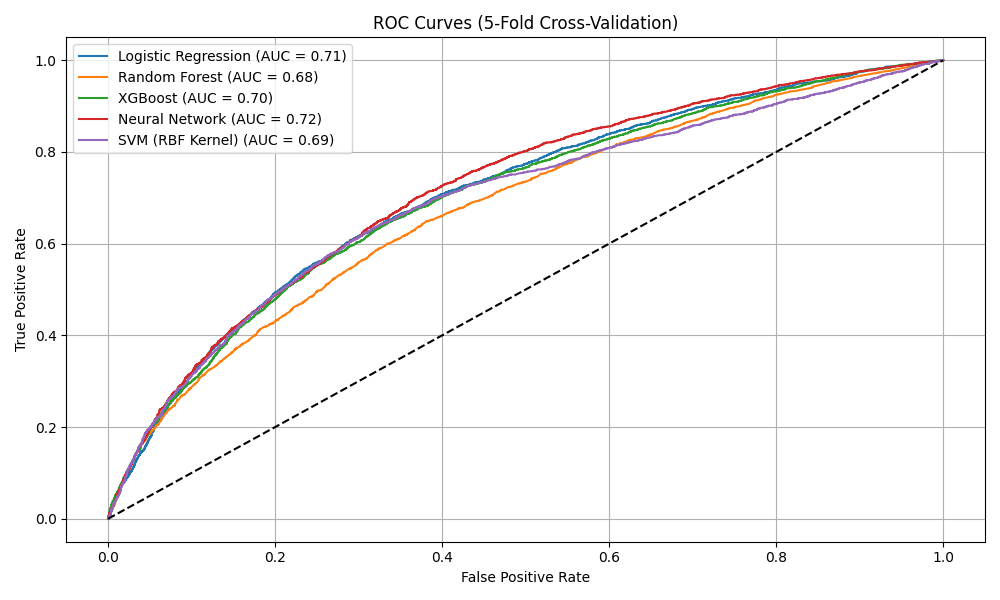 ROC Curves (5-Fold Cross-Validation)
Logistic Regression (AUC = 0.71)
Random Forest (AUC = 0.68)
XGBoost (AUC = 0.70)
Neural Network (AUC = 0.72)
SVM (RBF Kernel) (AUC = 0.69)
True Positive Rate
1.0
0.8
0.6
0.4
0.2
0.0
0.0 0.2 0.4 0.6 0.8 1.0
False Positive Rate